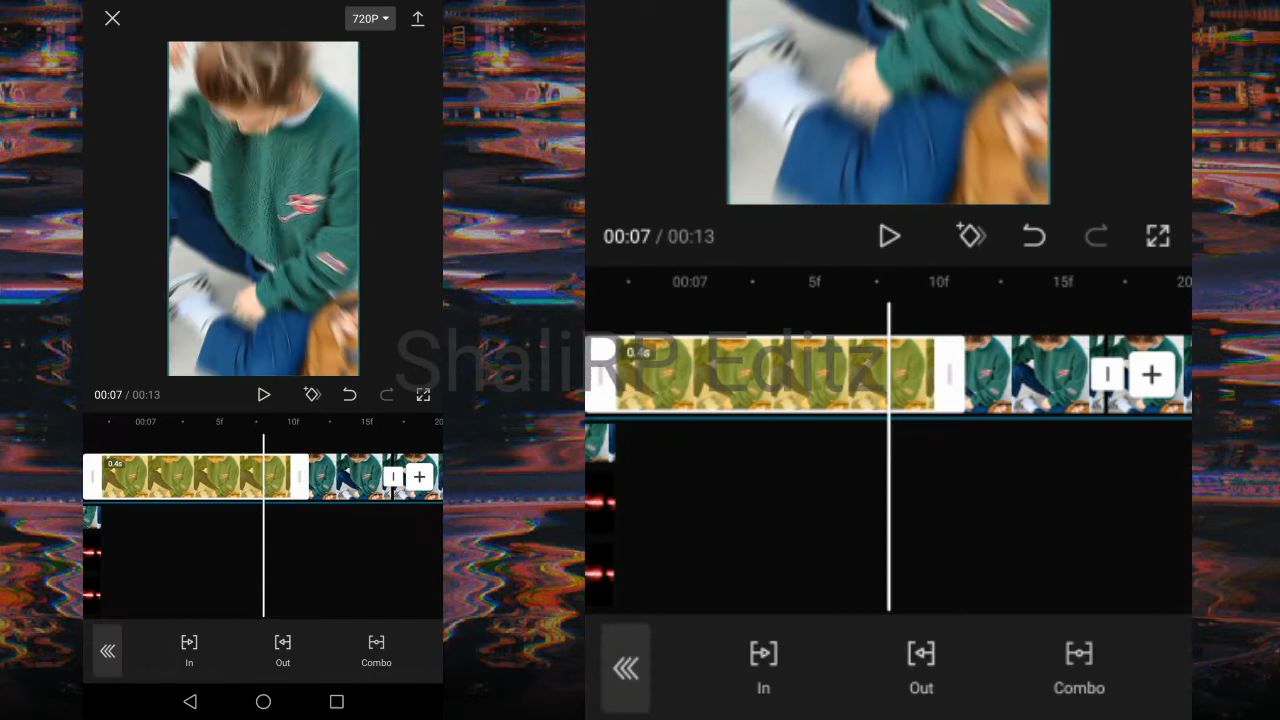 720P
00:07 / 00:13
00:07
5f
10f
15f
20
0.4s
In
Out
Combo
00:07 / 00:13
00:07
5f
10f
15f
20
0.4s
In
Out
Combo
ShaliRP Editz